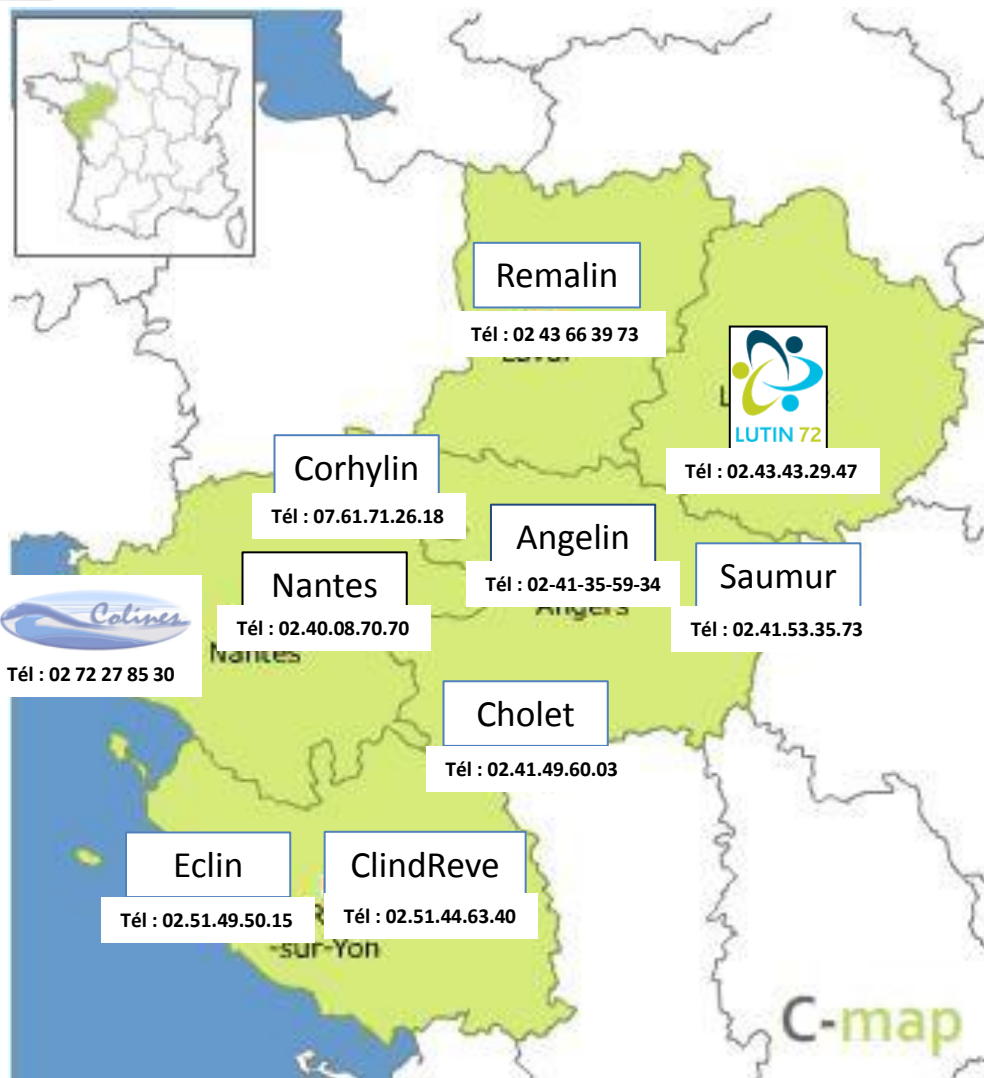 Remalin
Tél : 02 43 66 39 73
LUTIN 72
Tél : 02.43.43.29.47
Corhylin
Tél : 07.61.71.26.18
Angelin
Tél : 02-41-35-59-34
Angers
Saumur
Tél : 02.41.53.35.73
Nantes
Tél : 02.40.08.70.70
Nantes
Colines
Tél : 02 72 27 85 30
Cholet
Tél : 02.41.49.60.03
Eclin
Tél : 02.51.49.50.15
ClindReve
Tél : 02.51.44.63.40
-sur-Yon
C-map